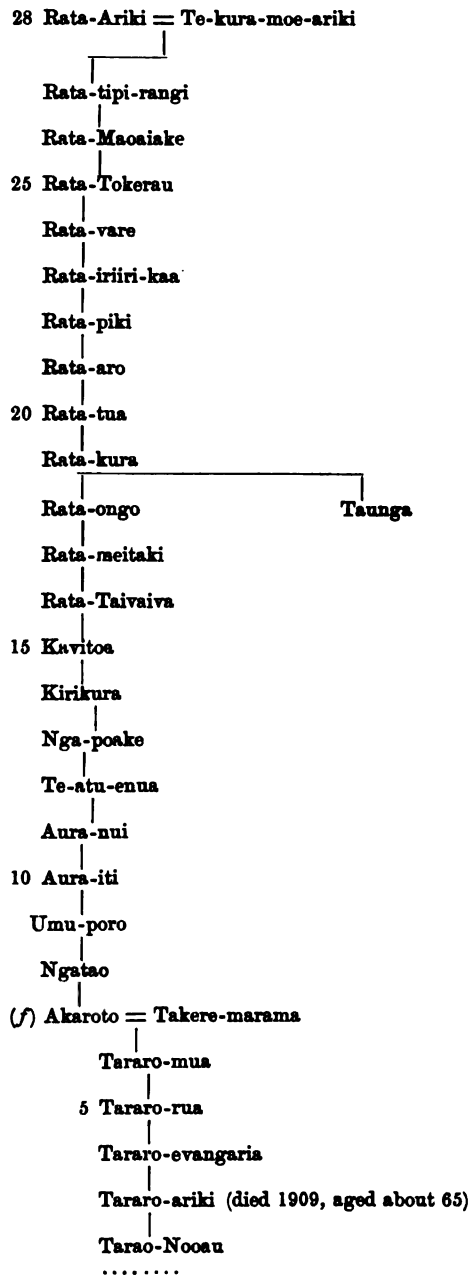 28 Rata-Ariki = Te-kura-moe-ariki
Rata-tipi-rangi
Rata-Maoaiake
25 Rata-Tokerau
Rata-vare
Rata-iriiri-kaa
Rata-piki
Rata-aro
20 Rata-tua
Rata-kura
Rata-ongo Taunga
Rata-meitaki
Rata-Taivaiva
15 Kavitoa
Kirikura
Nga-poake
Te-atu-enua
Aura-nui
10 Aura-iti
Umu-poro
Ngatao
(f) Akaroto = Takere-marama
Tararo-mua
5 Tararo-rua
Tararo-evangaria
Tararo-ariki (died 1909, aged about 65)
Tarao-Nooau
........